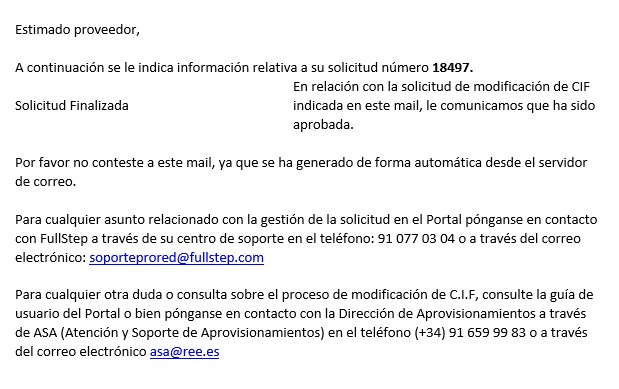 Estimado proveedor,
A continuación se le indica información relativa a su solicitud número 18497.
Solicitud Finalizada
En relación con la solicitud de modificación de CIF
indicada en este mail, le comunicamos que ha sido
aprobada.
Por favor no conteste a este mail, ya que se ha generado de forma automática desde el servidor
de correo.
Para cualquier asunto relacionado con la gestión de la solicitud en el Portal pónganse en contacto
con FullStep a través de su centro de soporte en el teléfono: 91 077 03 04 o a través del correo
electrónico: soporteprored@fullstep.com
Para cualquier otra duda o consulta sobre el proceso de modificación de C.I.F, consulte la guía de
usuario del Portal o bien pónganse en contacto con la Dirección de Aprovisionamientos a través
de ASA (Atención y Soporte de Aprovisionamientos) en el teléfono (+34) 91 659 99 83 o a través
del correo electrónico asa@ree.es